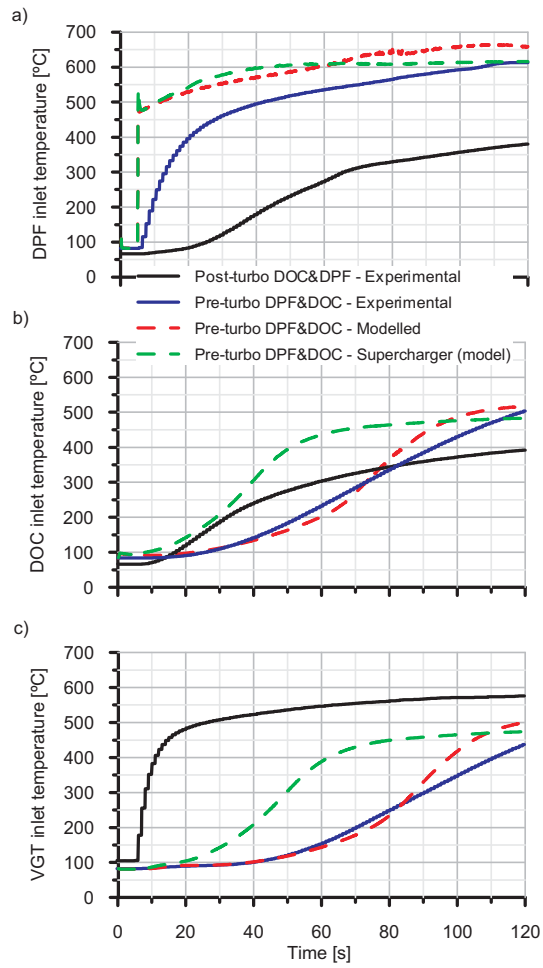 a)
700
600
500
400
300
200
100
0
DPF inlet temperature [ºC]
Post-turbo DOC&DPF - Experimental
Pre-turbo DPF&DOC - Experimental
Pre-turbo DPF&DOC - Modelled
Pre-turbo DPF&DOC - Supercharger (model)
b)
700
600
500
400
300
200
100
0
DOC inlet temperature [ºC]
c)
700
600
500
400
300
200
100
0
VGT inlet temperature [ºC]
0 20 40 60 80 100 120
Time [s]